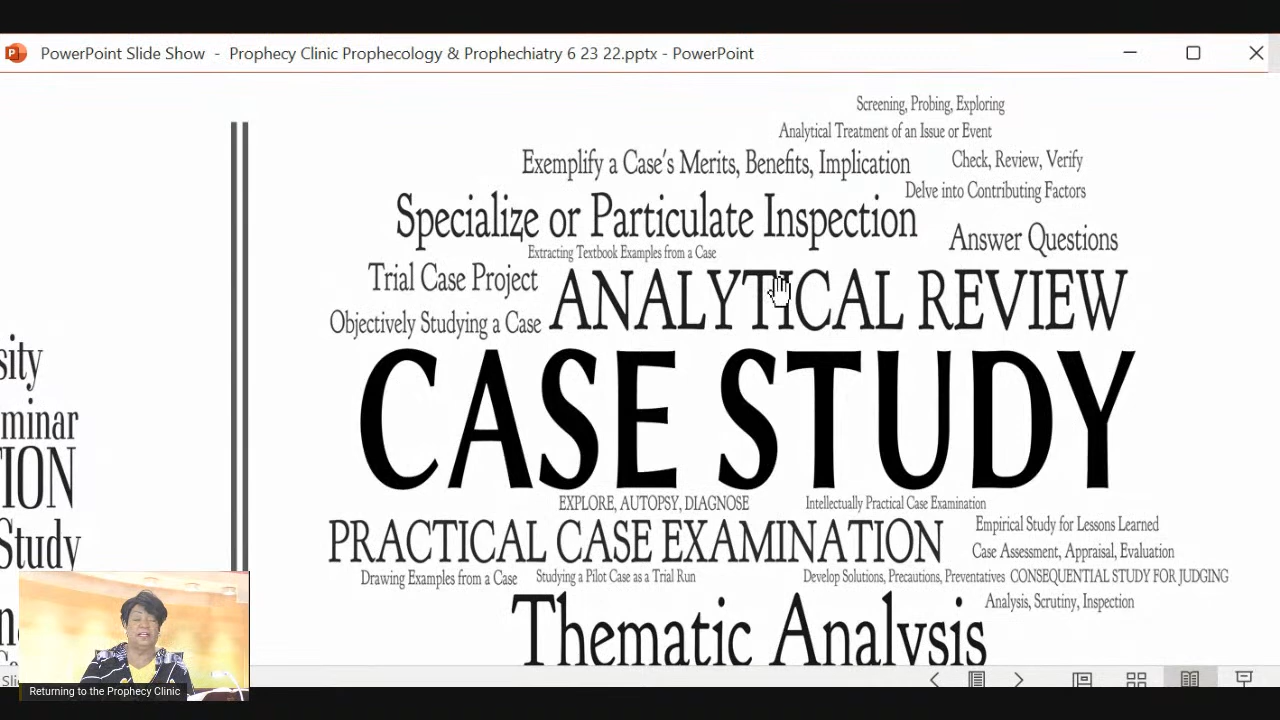 PowerPoint Slide Show - Prophecy Clinic Prophecology & Prophechiatry 6 23 22.pptx - PowerPoint
Screening, Probing, Exploring
Analytical Treatment of an Issue or Event
Exemplify a Case's Merits, Benefits, Implication
Check, Review, Verify
Delve into Contributing Factors
Specialize or Particulate Inspection
Answer Questions
Extracting Textbook Examples from a Case
Trial Case Project
ANALYTICAL REVIEW
Objectively Studying a Case
CASE STUDY
EXPLORE, AUTOPSY, DIAGNOSE
Intellectually Practical Case Examination
PRACTICAL CASE EXAMINATION
Empirical Study for Lessons Learned
Case Assessment, Appraisal, Evaluation
Drawing Examples from a Case
Studying a Pilot Case as a Trial Run
Develop Solutions, Precautions, Preventatives
CONSEQUENTIAL STUDY FOR JUDGING
Analysis, Scrutiny, Inspection
Thematic Analysis
sity
minar
ION
Study
Returning to the Prophecy Clinic